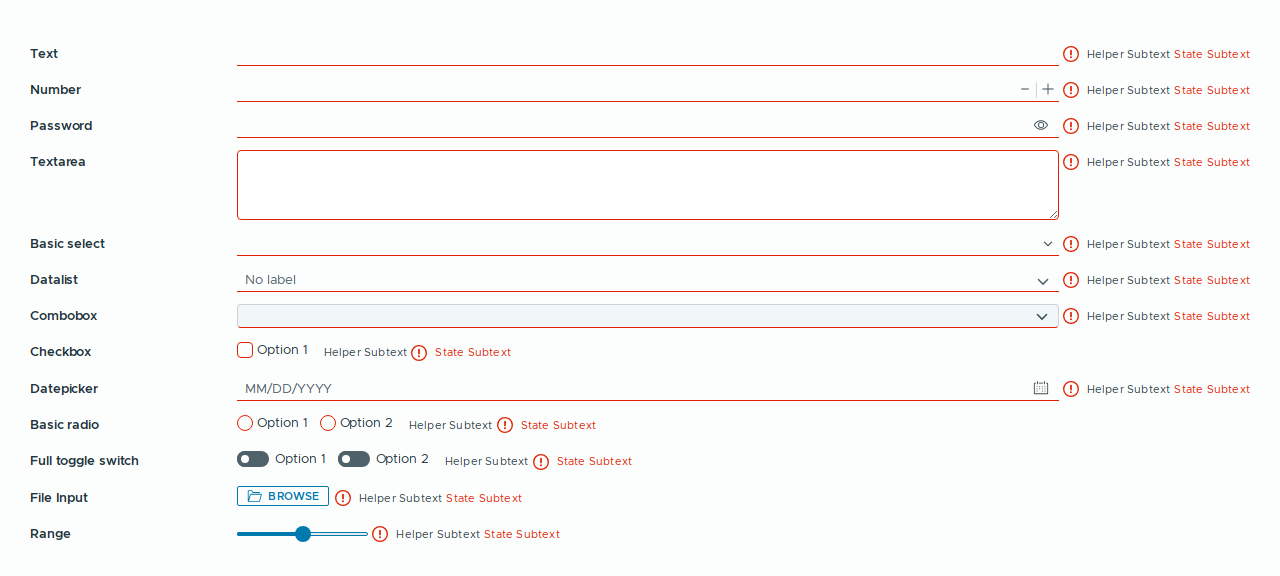 Text Helper Subtext State Subtext
Number Helper Subtext State Subtext
Password Helper Subtext State Subtext
Textarea Helper Subtext State Subtext
Basic select Helper Subtext State Subtext
Datalist No label Helper Subtext State Subtext
Combobox Helper Subtext State Subtext
Checkbox Option 1 Helper Subtext State Subtext
Datepicker MM/DD/YYYY Helper Subtext State Subtext
Basic radio Option 1 Option 2 Helper Subtext State Subtext
Full toggle switch Option 1 Option 2 Helper Subtext State Subtext
File Input BROWSE Helper Subtext State Subtext
Range Helper Subtext State Subtext